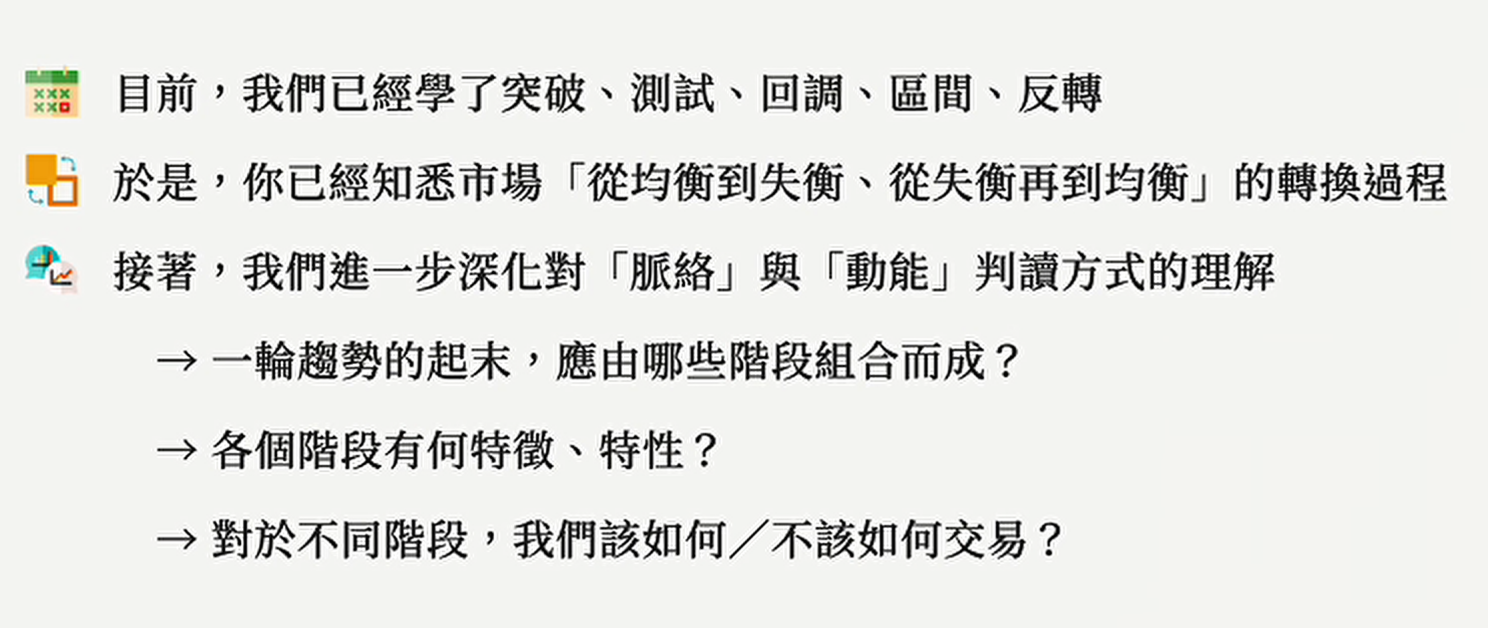 目前，我們已經學了突破、測試、回調、區間、反轉
於是，你已經知悉市場「從均衡到失衡、從失衡再到均衡」的轉換過程
接著，我們進一步深化對「脈絡」與「動能」判讀方式的理解
→ 一輪趨勢的起末，應由哪些階段組合而成？
→ 各個階段有何特徵、特性？
→ 對於不同階段，我們該如何／不該如何交易？